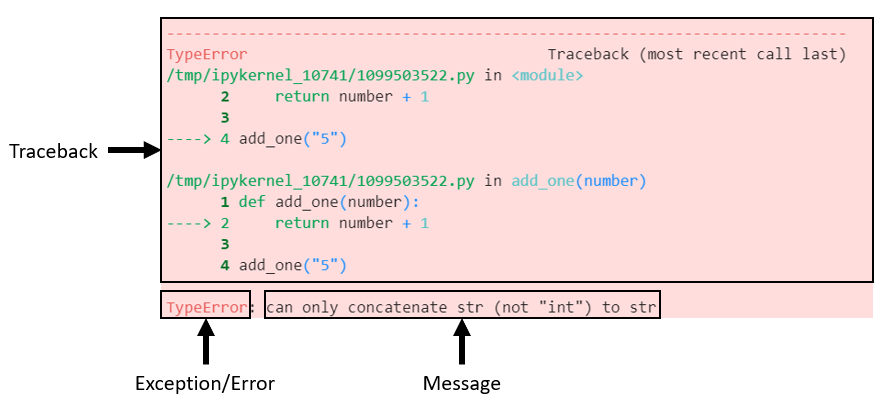 ---------------------------------------------------------------------------
TypeError                                 Traceback (most recent call last)
/tmp/ipykernel_10741/1099503522.py in <module>
      2     return number + 1
      3
----> 4 add_one("5")
Traceback
/tmp/ipykernel_10741/1099503522.py in add_one(number)
      1 def add_one(number):
----> 2     return number + 1
      3
      4 add_one("5")
TypeError: can only concatenate str (not "int") to str
Exception/Error
Message